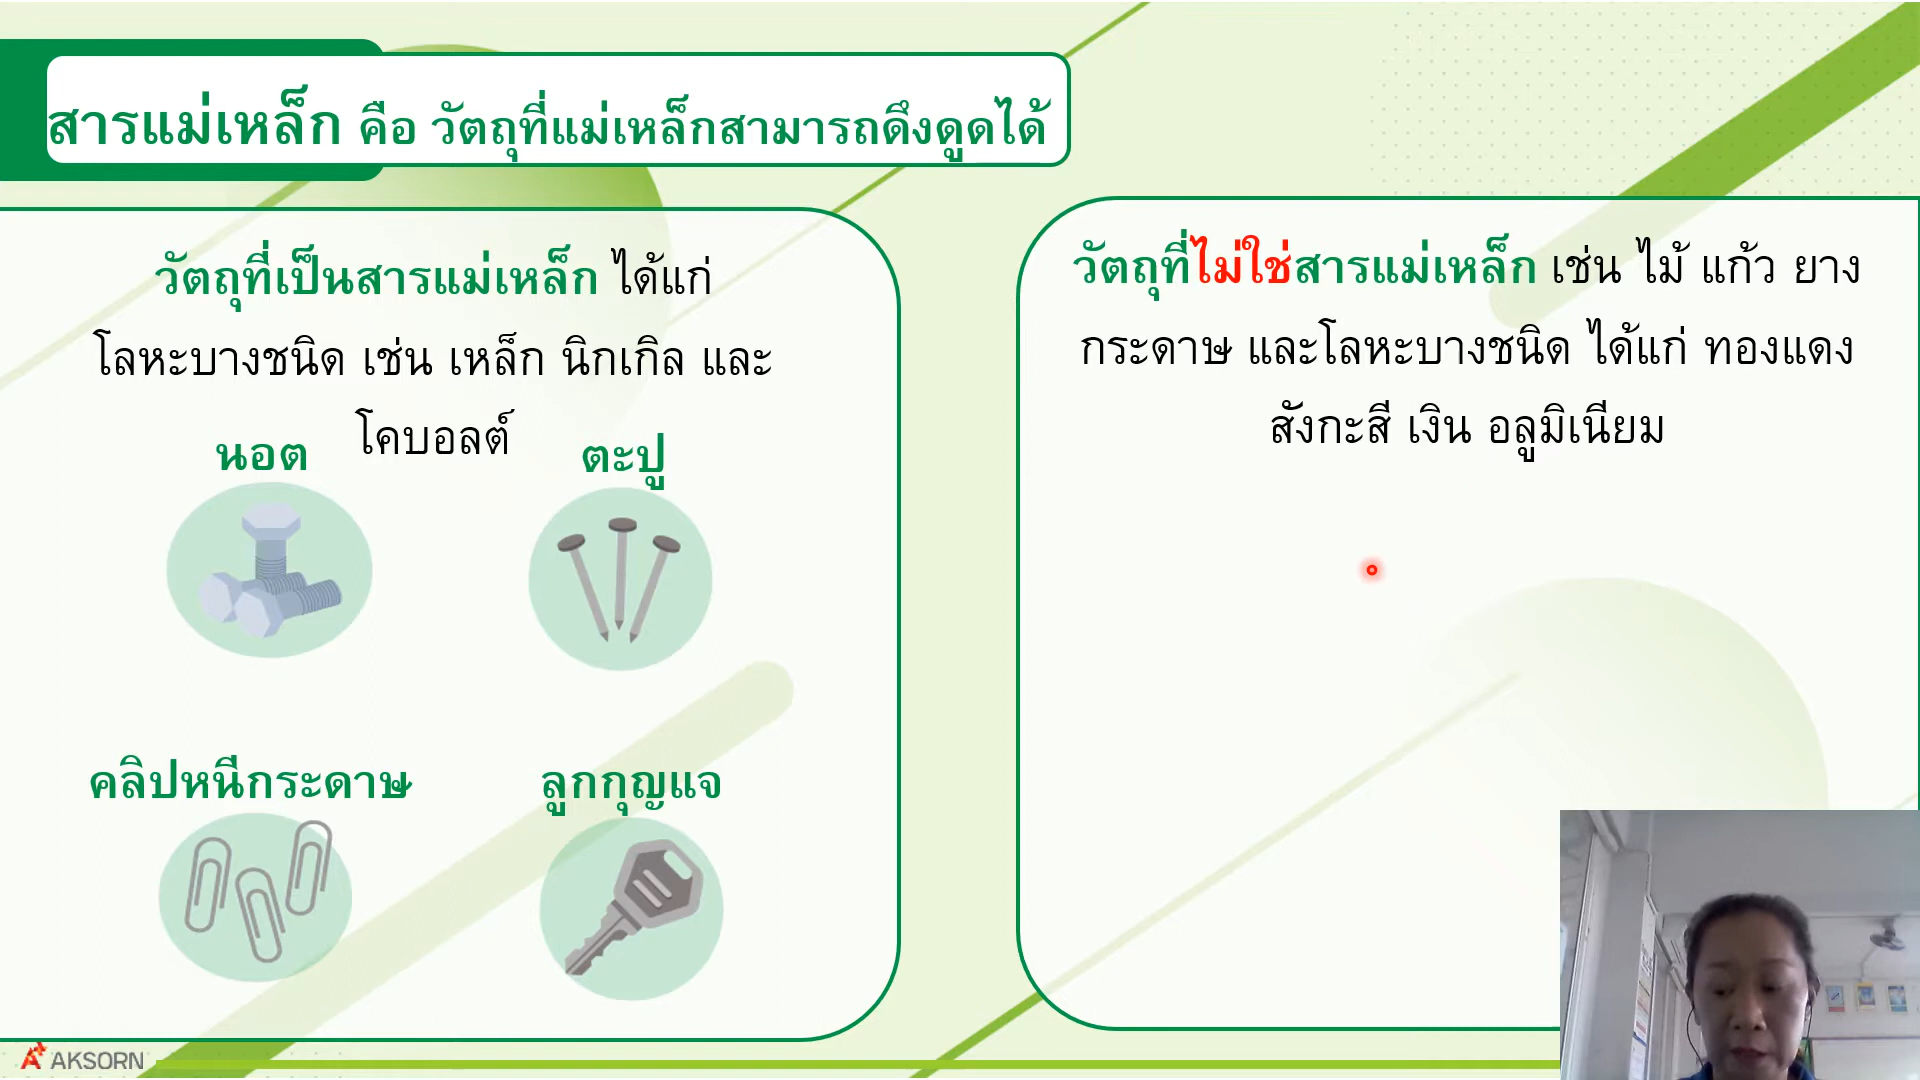 สารแม่เหล็ก คือ วัตถุที่แม่เหล็กสามารถดึงดูดได้
วัตถุที่เป็นสารแม่เหล็ก ได้แก่
โลหะบางชนิด เช่น เหล็ก นิกเกิล และ
โคบอลต์
นอต
ตะปู
คลิปหนีกระดาษ
ลูกกุญแจ
วัตถุที่ไม่ใช่สารแม่เหล็ก เช่น ไม้ แก้ว ยาง
กระดาษ และโลหะบางชนิด ได้แก่ ทองแดง
สังกะสี เงิน อลูมิเนียม
AKSORN